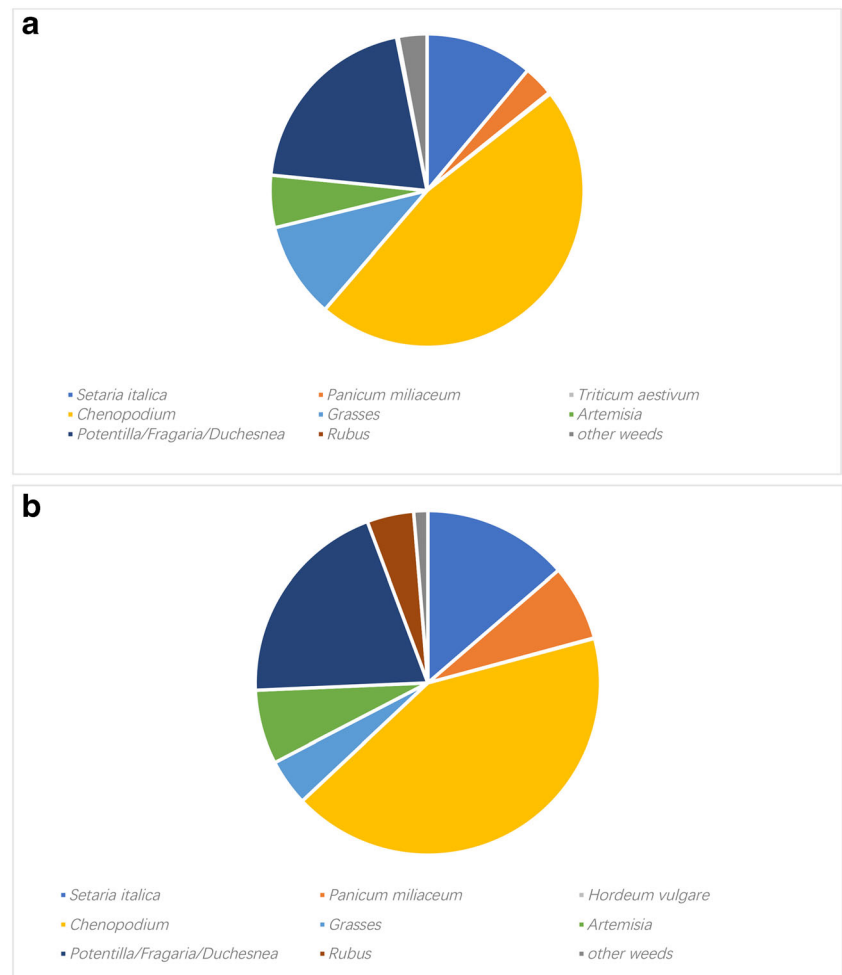 a
Setaria italica Panicum miliaceum Triticum aestivum
Chenopodium Grasses Artemisia
Potentilla/Fragaria/Duchesnea Rubus other weeds
b
Setaria italica Panicum miliaceum Hordeum vulgare
Chenopodium Grasses Artemisia
Potentilla/Fragaria/Duchesnea Rubus other weeds